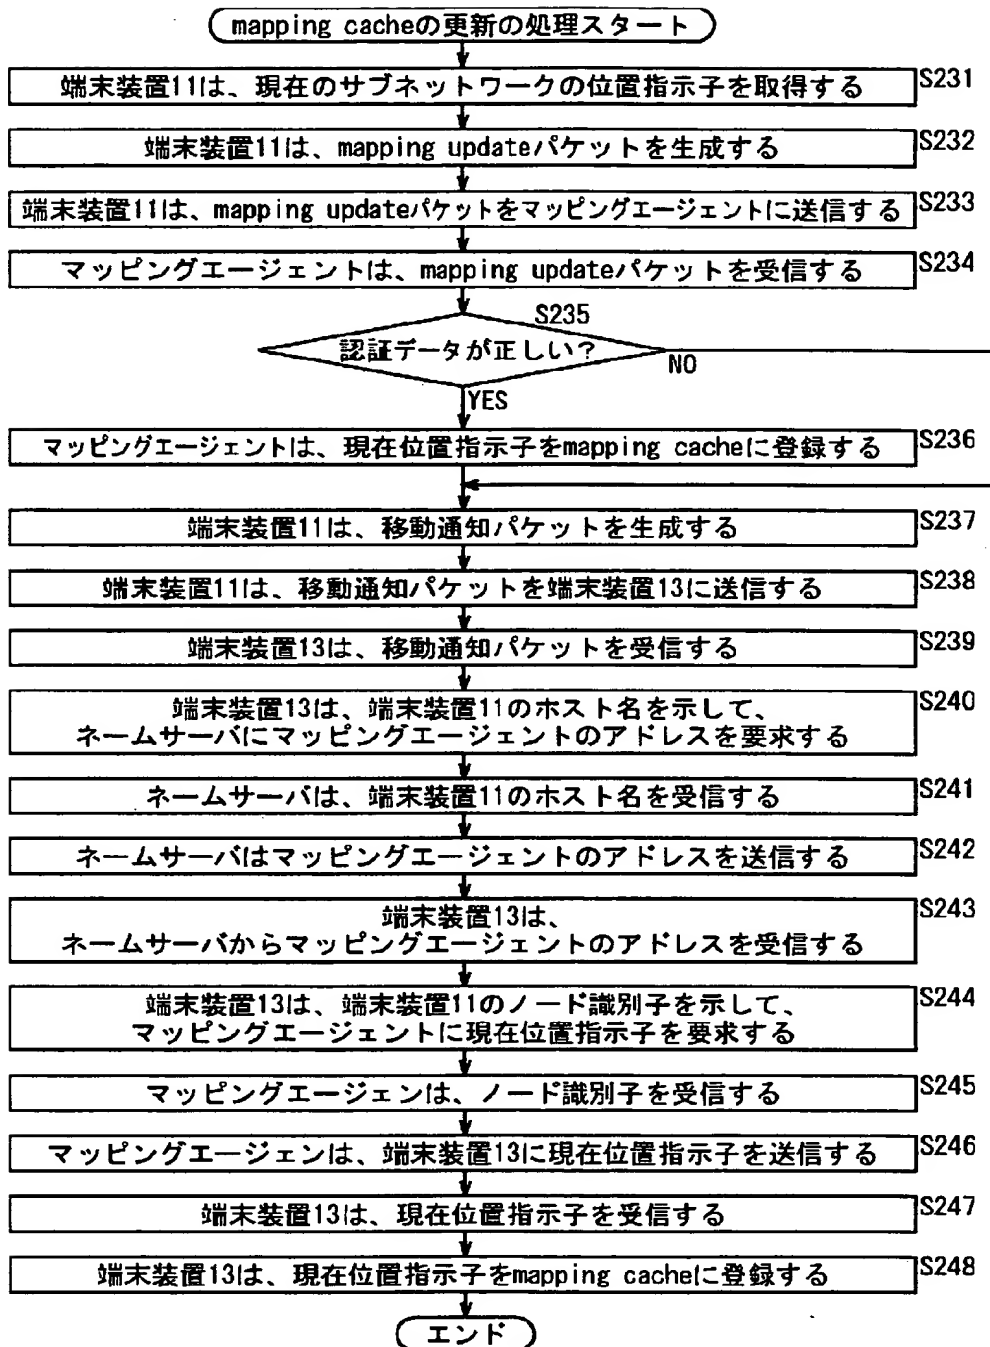 mapping cacheの更新の処理スタート
端末装置11は、現在のサブネットワークの位置指示子を取得する
S231
端末装置11は、mapping updateパケットを生成する
S232
端末装置11は、mapping updateパケットをマッピングエージェントに送信する
S233
マッピングエージェントは、mapping updateパケットを受信する
S234
S235
認証データが正しい?
NO
YES
マッピングエージェントは、現在位置指示子をmapping cacheに登録する
S236
端末装置11は、移動通知パケットを生成する
S237
端末装置11は、移動通知パケットを端末装置13に送信する
S238
端末装置13は、移動通知パケットを受信する
S239
端末装置13は、端末装置11のホスト名を示して、
ネームサーバにマッピングエージェントのアドレスを要求する
S240
ネームサーバは、端末装置11のホスト名を受信する
S241
ネームサーバはマッピングエージェントのアドレスを送信する
S242
端末装置13は、
ネームサーバからマッピングエージェントのアドレスを受信する
S243
端末装置13は、端末装置11のノード識別子を示して、
マッピングエージェントに現在位置指示子を要求する
S244
マッピングエージェンは、ノード識別子を受信する
S245
マッピングエージェンは、端末装置13に現在位置指示子を送信する
S246
端末装置13は、現在位置指示子を受信する
S247
端末装置13は、現在位置指示子をmapping cacheに登録する
S248
エンド